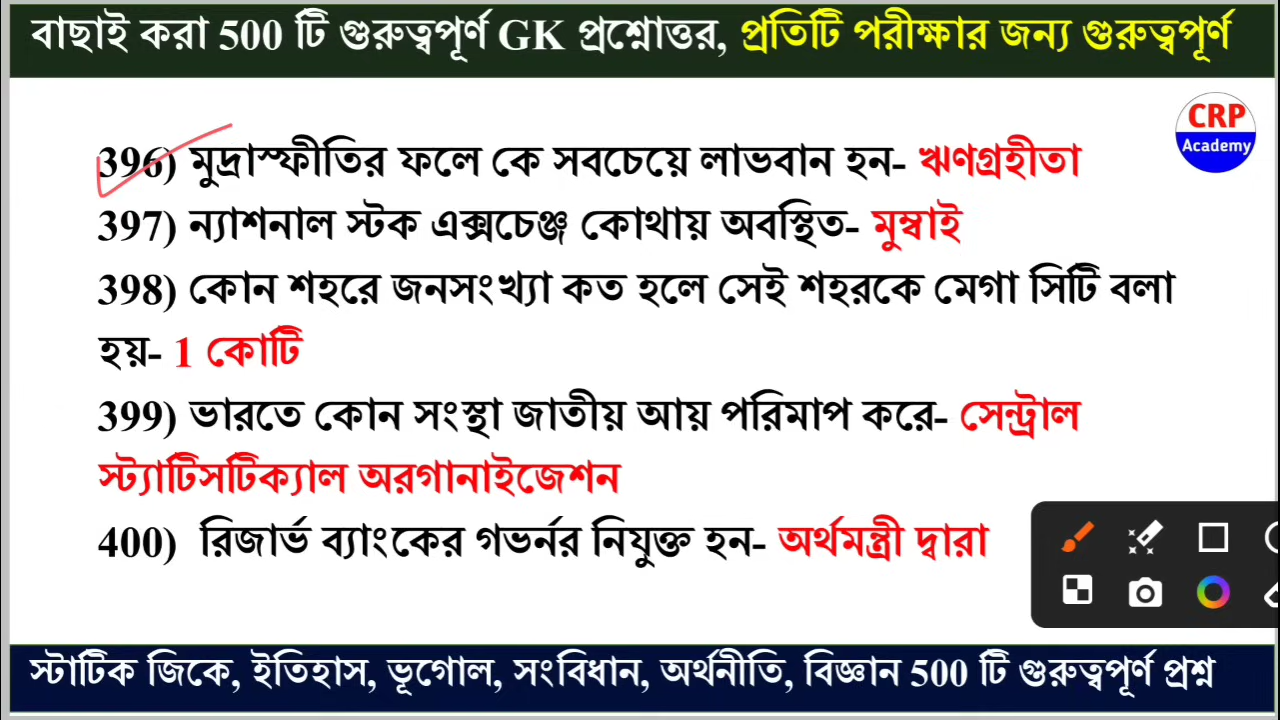 বাছাই করা 500 টি গুরুত্বপূর্ণ GK প্রশ্নোত্তর, প্রতিটি পরীক্ষার জন্য গুরুত্বপূর্ণ
CRP
Academy
396) মুদ্রাস্ফীতির ফলে কে সবচেয়ে লাভবান হন- ঋণগ্রহীতা
397) ন্যাশনাল স্টক এক্সচেঞ্জ কোথায় অবস্থিত- মুম্বাই
398) কোন শহরে জনসংখ্যা কত হলে সেই শহরকে মেগা সিটি বলা
হয়- 1 কোটি
399) ভারতে কোন সংস্থা জাতীয় আয় পরিমাপ করে- সেন্ট্রাল
স্ট্যাটিসটিক্যাল অরগানাইজেশন
400) রিজার্ভ ব্যাংকের গভর্নর নিযুক্ত হন- অর্থমন্ত্রী দ্বারা
স্টাটিক জিকে, ইতিহাস, ভূগোল, সংবিধান, অর্থনীতি, বিজ্ঞান 500 টি গুরুত্বপূর্ণ প্রশ্ন